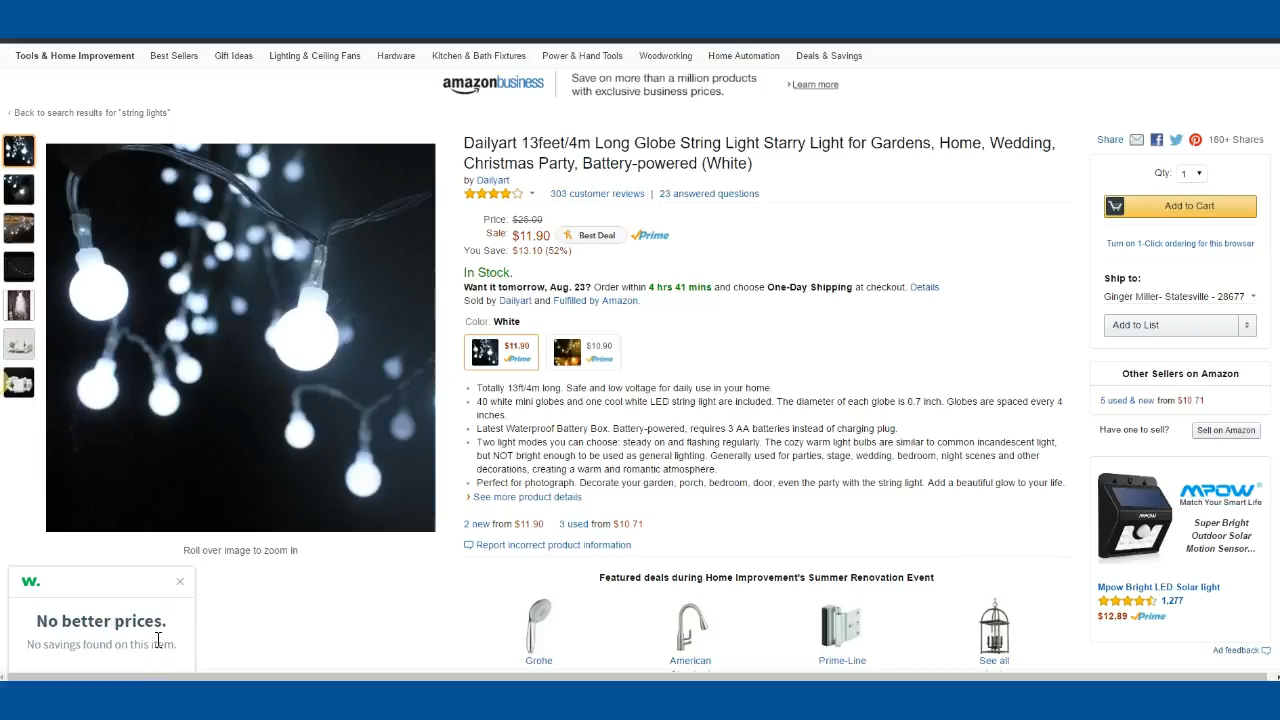 Tools & Home Improvement Best Sellers Gift Ideas Lighting & Ceiling Fans Hardware Kitchen & Bath Fixtures Power & Hand Tools Woodworking Home Automation Deals & Savings
amazonbusiness
Save on more than a million products
with exclusive business prices.
› Learn more
‹ Back to search results for "string lights"
Dailyart 13feet/4m Long Globe String Light Starry Light for Gardens, Home, Wedding,
Christmas Party, Battery-powered (White)
by Dailyart
303 customer reviews | 23 answered questions
Price: $25.00
Sale: $11.90 Best Deal Prime
You Save: $13.10 (52%)
In Stock.
Want it tomorrow, Aug. 23? Order within 4 hrs 41 mins and choose One-Day Shipping at checkout. Details
Sold by Dailyart and Fulfilled by Amazon.
Color: White
$11.90
Prime
$10.90
Prime
• Totally 13ft/4m long. Safe and low voltage for daily use in your home.
• 40 white mini globes and one cool white LED string light are included. The diameter of each globe is 0.7 inch. Globes are spaced every 4
inches.
• Latest Waterproof Battery Box. Battery-powered, requires 3 AA batteries instead of charging plug.
• Two light modes you can choose: steady on and flashing regularly. The cozy warm light bulbs are similar to common incandescent light,
but NOT bright enough to be used as general lighting. Generally used for parties, stage, wedding, bedroom, night scenes and other
decorations, creating a warm and romantic atmosphere.
• Perfect for photograph. Decorate your garden, porch, bedroom, door, even the party with the string light. Add a beautiful glow to your life.
› See more product details
2 new from $11.90 3 used from $10.71
Report incorrect product information
Roll over image to zoom in
Featured deals during Home Improvement's Summer Renovation Event
Grohe
American
Prime-Line
See all
w.
No better prices.
No savings found on this item.
Share 180+ Shares
Qty: 1
Add to Cart
Turn on 1-Click ordering for this browser
Ship to:
Ginger Miller- Statesville - 28677
Add to List
Other Sellers on Amazon
5 used & new from $10.71
Have one to sell? Sell on Amazon
MPOW
Match Your Smart Life
Super Bright
Outdoor Solar
Motion Sensor...
MPOW
Mpow Bright LED Solar light
1,277
$12.89 Prime
Ad feedback